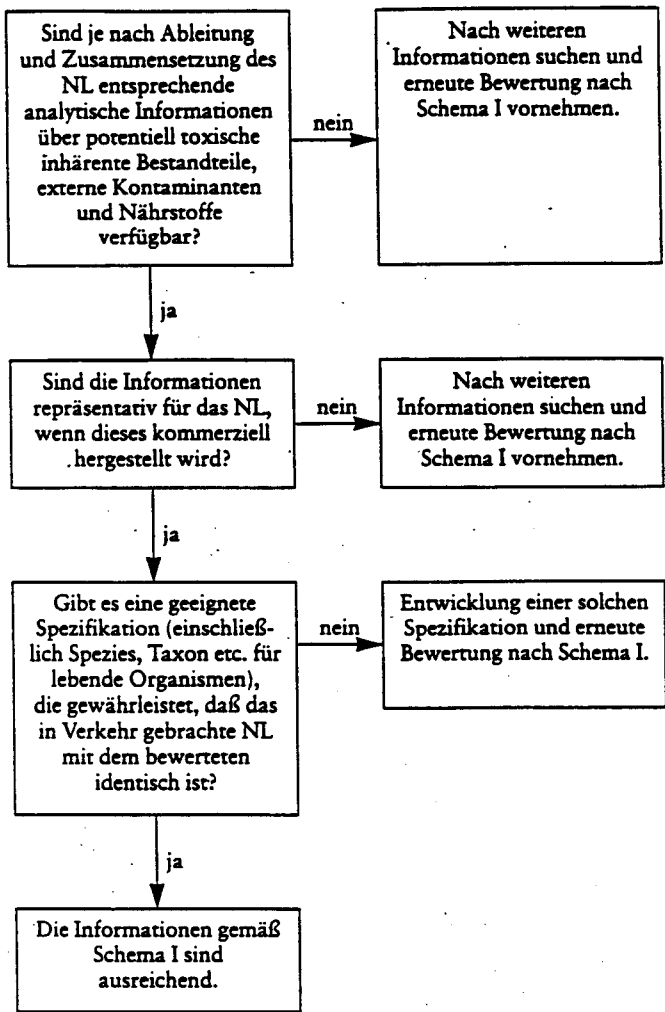 Sind je nach Ableitung
und Zusammensetzung des
NL entsprechende
analytische Informationen
über potentiell toxische
inhärente Bestandteile,
externe Kontaminanten
und Nährstoffe
verfügbar?
nein
Nach weiteren
Informationen suchen und
erneute Bewertung nach
Schema I vornehmen.
ja
Sind die Informationen
repräsentativ für das NL,
wenn dieses kommerziell
hergestellt wird?
nein
Nach weiteren
Informationen suchen und
erneute Bewertung nach
Schema I vornehmen.
ja
Gibt es eine geeignete
Spezifikation (einschließ-
lich Spezies, Taxon etc. für
lebende Organismen),
die gewährleistet, daß das
in Verkehr gebrachte NL
mit dem bewerteten
identisch ist?
nein
Entwicklung einer solchen
Spezifikation und erneute
Bewertung nach Schema I.
ja
Die Informationen gemäß
Schema I sind
ausreichend.